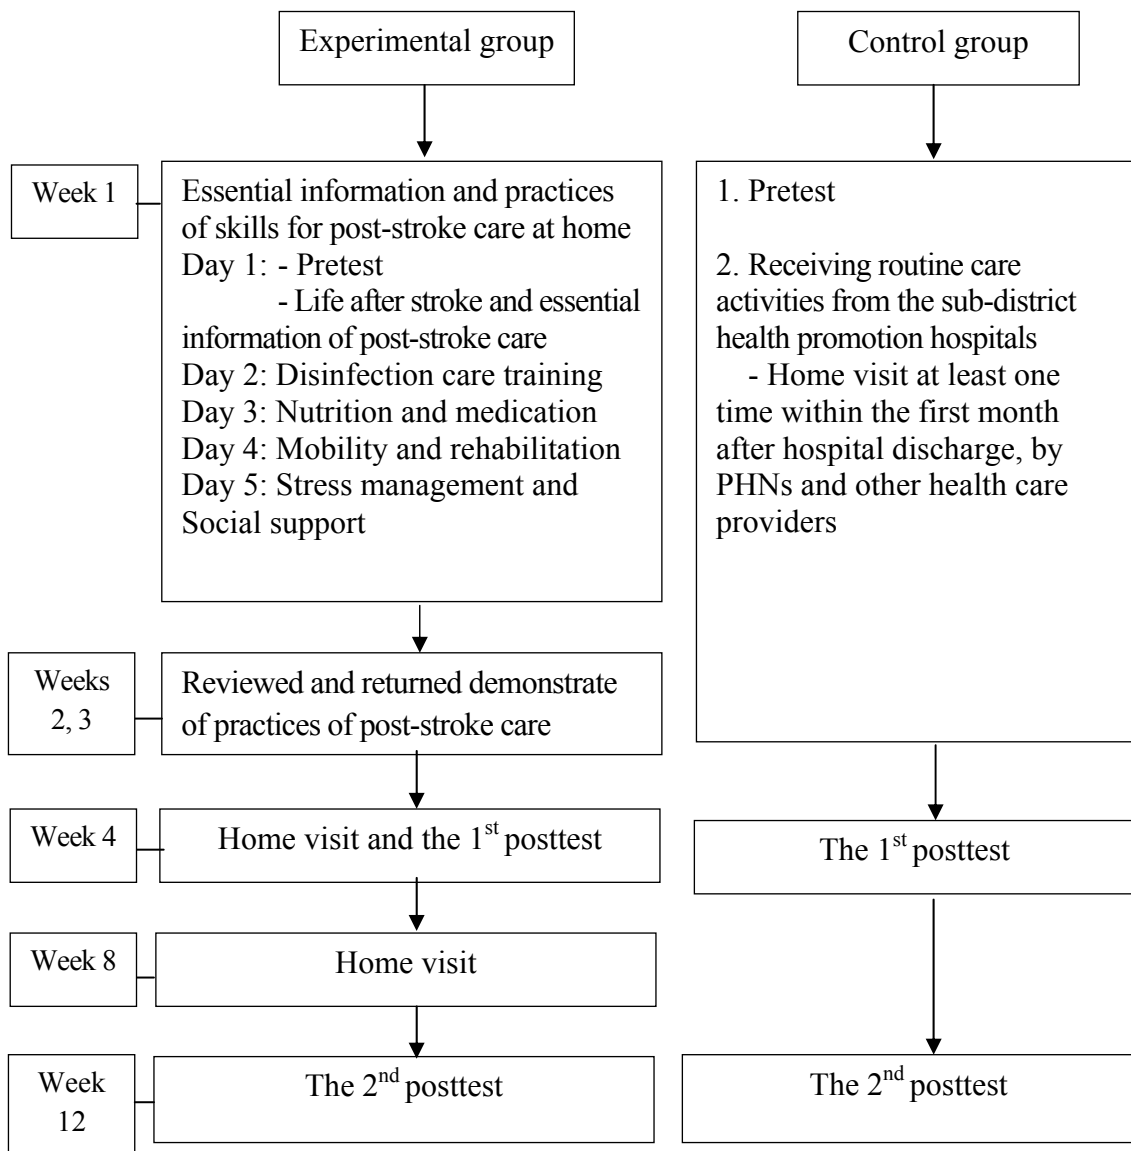 Experimental group
Control group
Week 1
Essential information and practices
of skills for post-stroke care at home
Day 1: - Pretest
- Life after stroke and essential
information of post-stroke care
Day 2: Disinfection care training
Day 3: Nutrition and medication
Day 4: Mobility and rehabilitation
Day 5: Stress management and
Social support
1. Pretest
2. Receiving routine care
activities from the sub-district
health promotion hospitals
- Home visit at least one
time within the first month
after hospital discharge, by
PHNs and other health care
providers
Weeks
2, 3
Reviewed and returned demonstrate
of practices of post-stroke care
Week 4
Home visit and the 1st posttest
The 1st posttest
Week 8
Home visit
Week
12
The 2nd posttest
The 2nd posttest